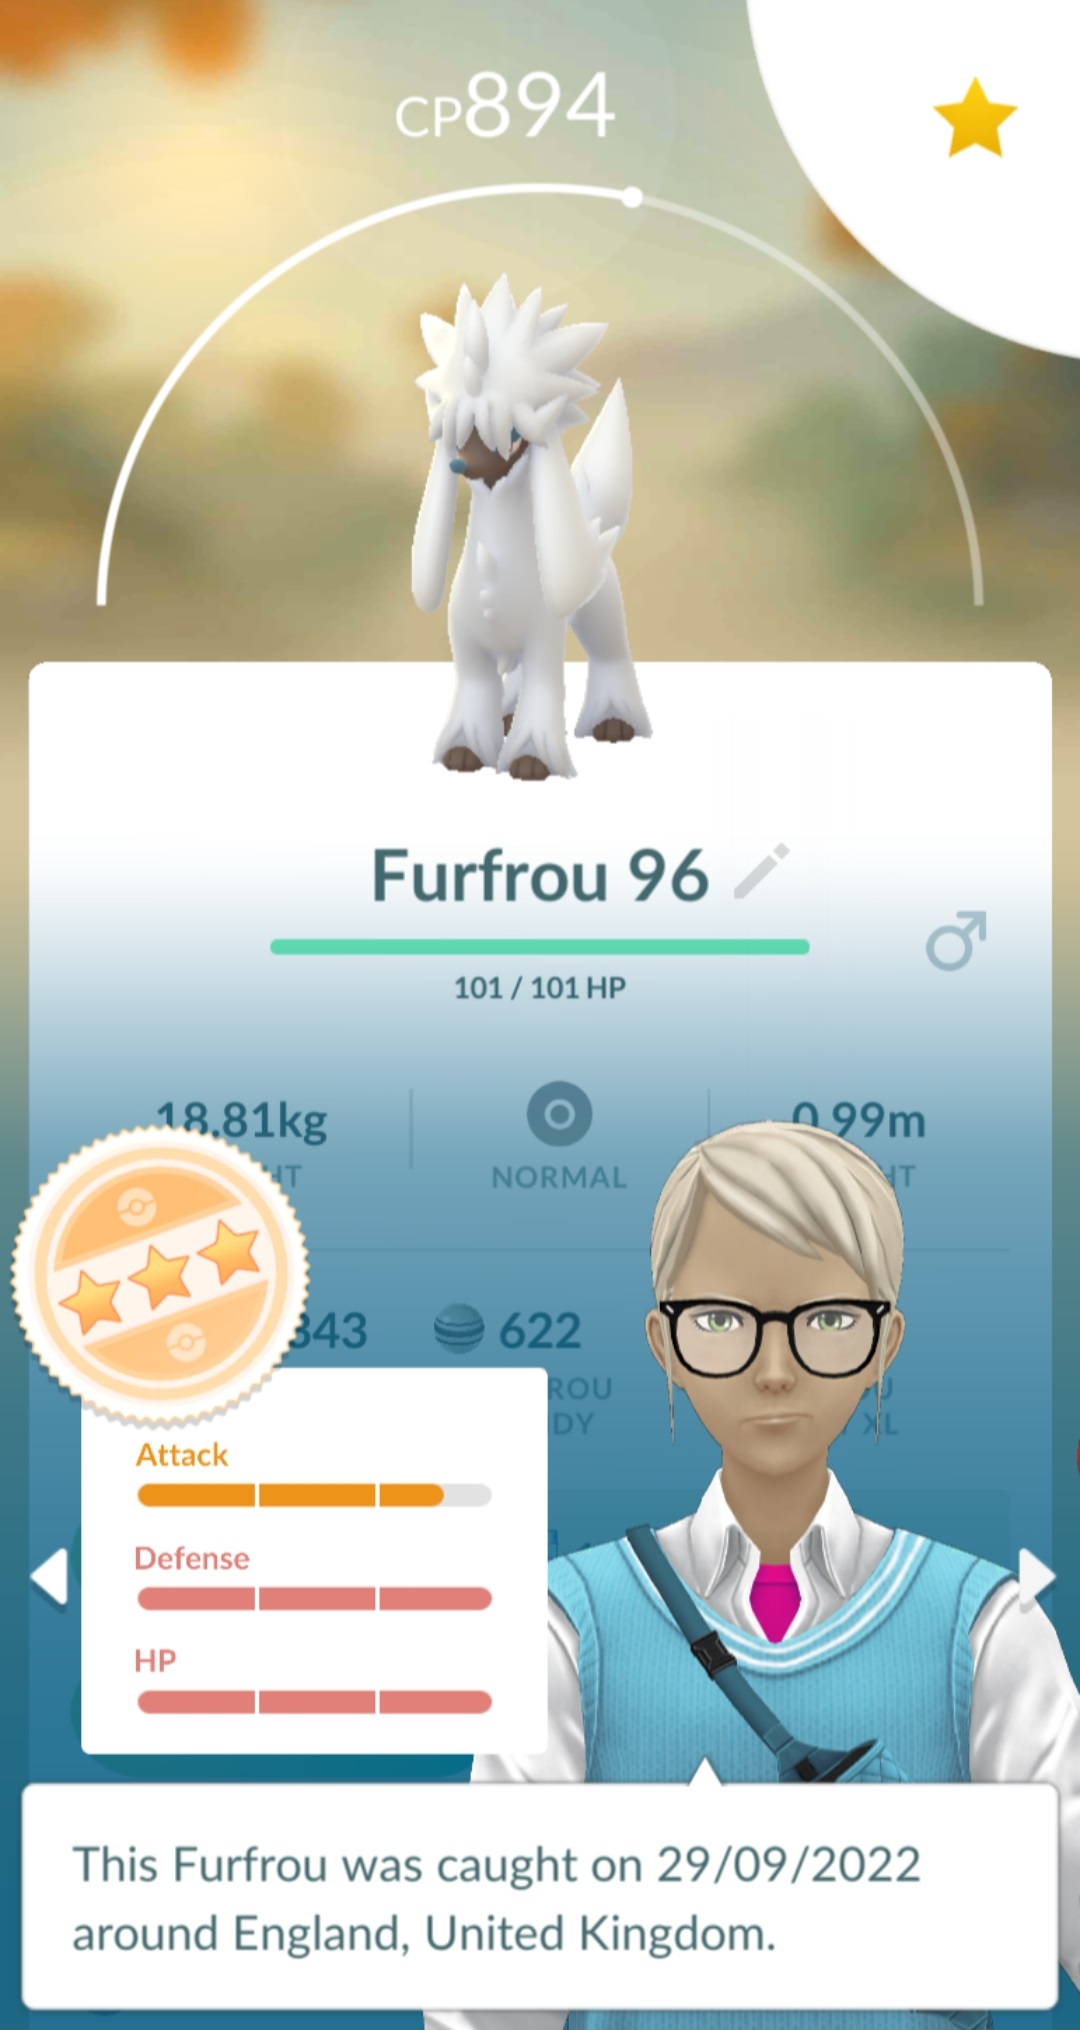 CP894
Furfrou 96
101 / 101 HP
18.81kg
NORMAL
0.99m
343
622
Attack
Defense
HP
This Furfrou was caught on 29/09/2022
around England, United Kingdom.